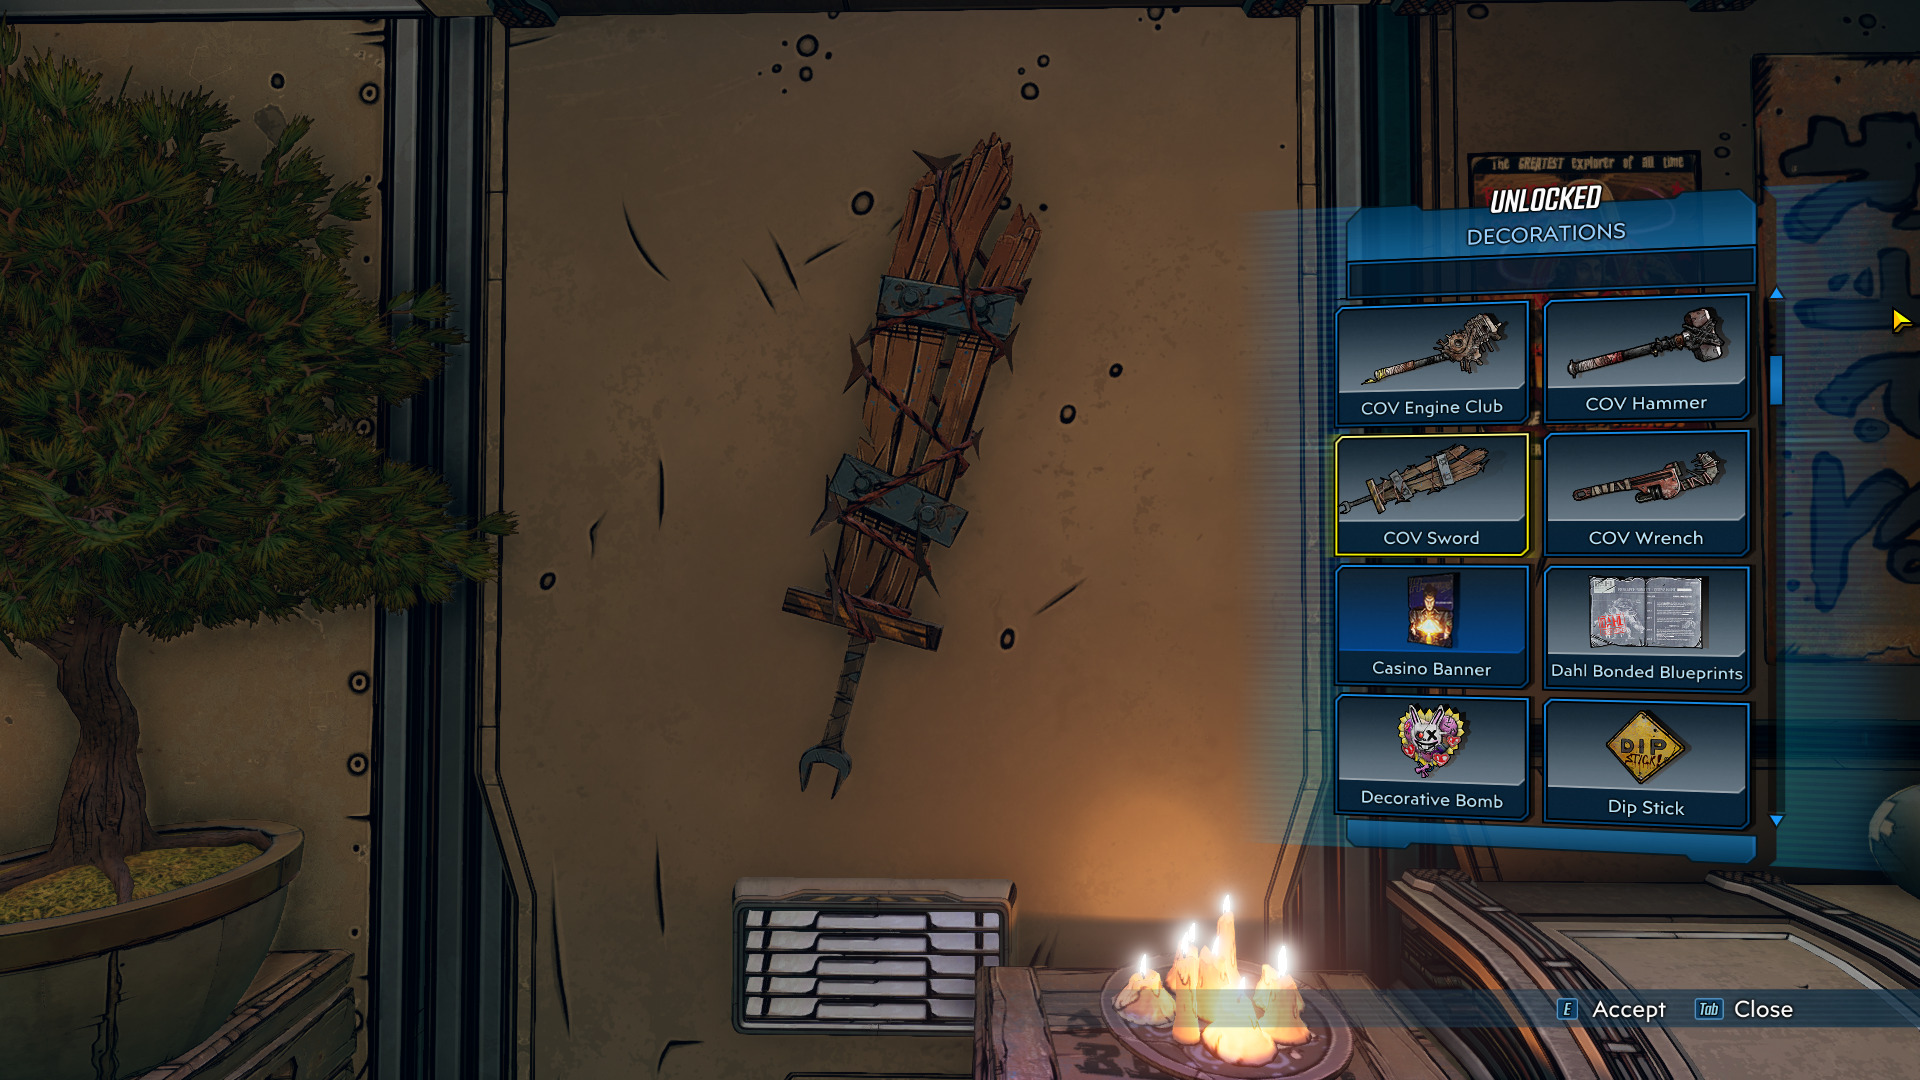 The GREATEST explorer of all time
UNLOCKED
DECORATIONS
COV Engine Club
COV Hammer
COV Sword
COV Wrench
Casino Banner
Dahl Bonded Blueprints
DIP
STICK!
Decorative Bomb
Dip Stick
E Accept
Tab Close